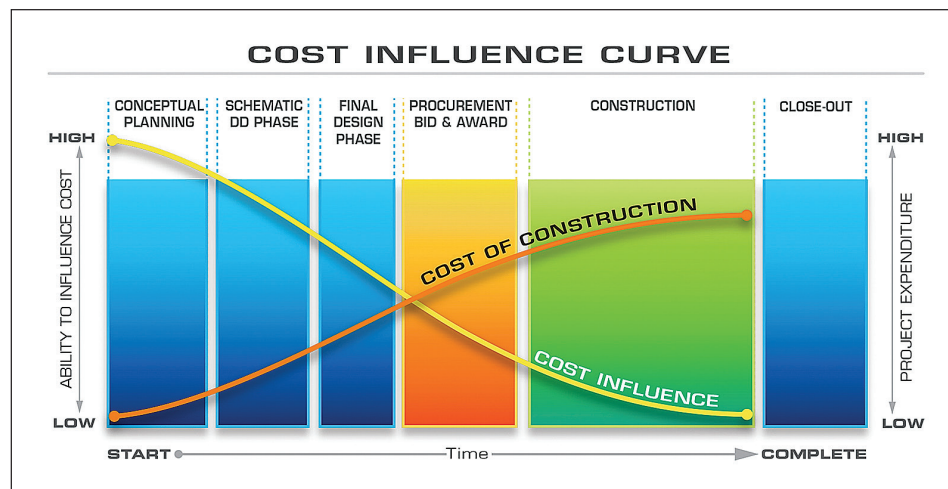 COST INFLUENCE CURVE
CONCEPTUAL
PLANNING
SCHEMATIC
DD PHASE
FINAL
DESIGN
PHASE
PROCUREMENT
BID & AWARD
CONSTRUCTION
CLOSE-OUT
HIGH
ABILITY TO INFLUENCE COST
LOW
HIGH
PROJECT EXPENDITURE
LOW
COST OF CONSTRUCTION
COST INFLUENCE
START
Time
COMPLETE